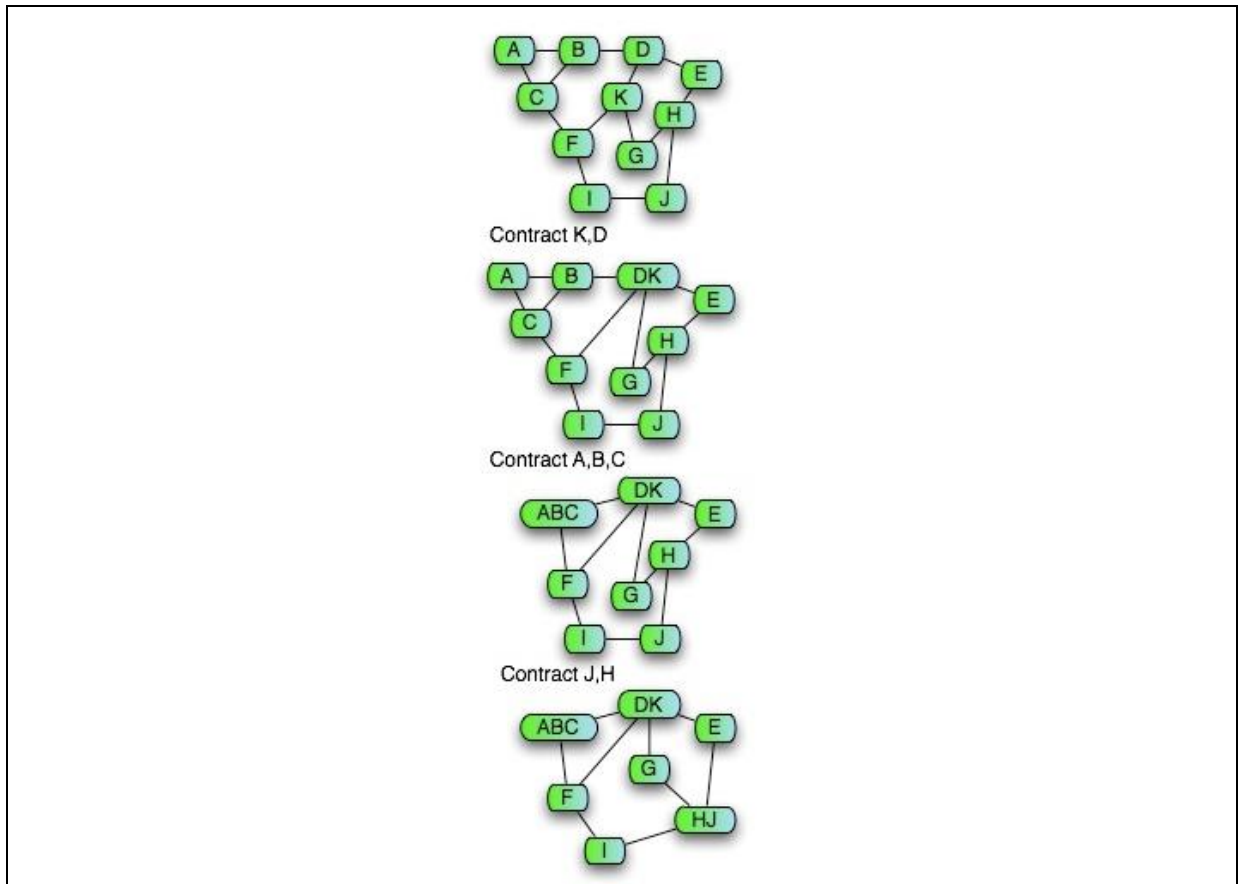 A B D
E
C K
H
F
G
I J
Contract K,D
A B DK
E
C
H
F
G
I J
Contract A,B,C
DK
ABC E
H
F
G
I J
Contract J,H
DK
ABC E
G
F
HJ
I